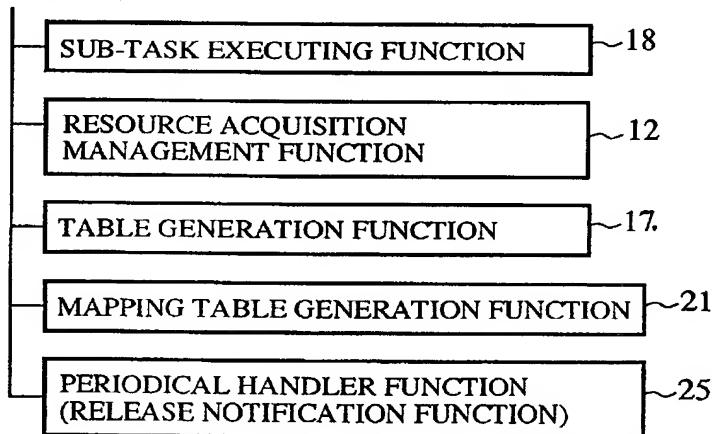 SUB-TASK EXECUTING FUNCTION 18
RESOURCE ACQUISITION
MANAGEMENT FUNCTION 12
TABLE GENERATION FUNCTION 17.
MAPPING TABLE GENERATION FUNCTION 21
PERIODICAL HANDLER FUNCTION
(RELEASE NOTIFICATION FUNCTION) 25